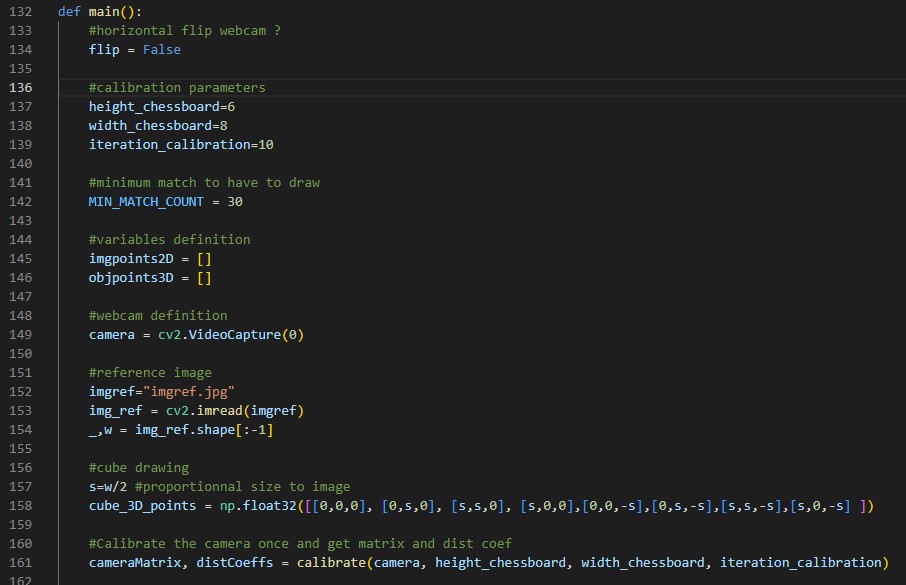 132 def main():
133 #horizontal flip webcam ?
134 flip = False
135
136 #calibration parameters
137 height_chessboard=6
138 width_chessboard=8
139 iteration_calibration=10
140
141 #minimum match to have to draw
142 MIN_MATCH_COUNT = 30
143
144 #variables definition
145 imgpoints2D = []
146 objpoints3D = []
147
148 #webcam definition
149 camera = cv2.VideoCapture(0)
150
151 #reference image
152 imgref="imgref.jpg"
153 img_ref = cv2.imread(imgref)
154 _,w = img_ref.shape[:-1]
155
156 #cube drawing
157 s=w/2 #proportionnal size to image
158 cube_3D_points = np.float32([[0,0,0], [0,s,0], [s,s,0], [s,0,0],[0,0,-s],[0,s,-s],[s,s,-s],[s,0,-s] ])
159
160 #Calibrate the camera once and get matrix and dist coef
161 cameraMatrix, distCoeffs = calibrate(camera, height_chessboard, width_chessboard, iteration_calibration)
162